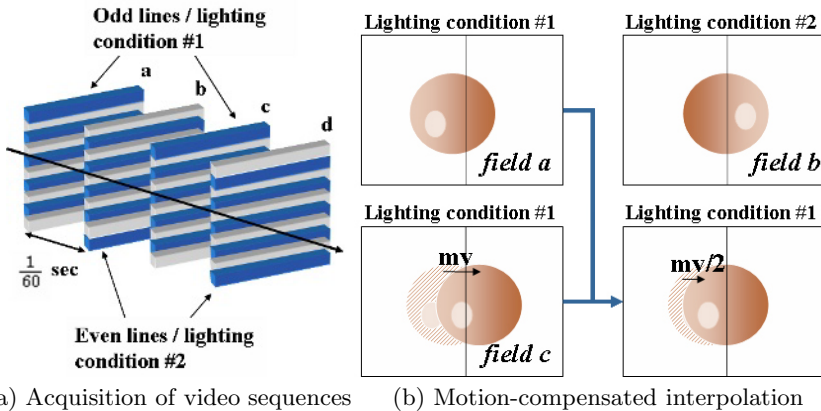 Odd lines / lighting
condition #1
a
b
c
d
1
60 sec
Even lines / lighting
condition #2
a) Acquisition of video sequences
Lighting condition #1
field a
Lighting condition #2
field b
Lighting condition #1
mv
field c
Lighting condition #1
mv/2
(b) Motion-compensated interpolation